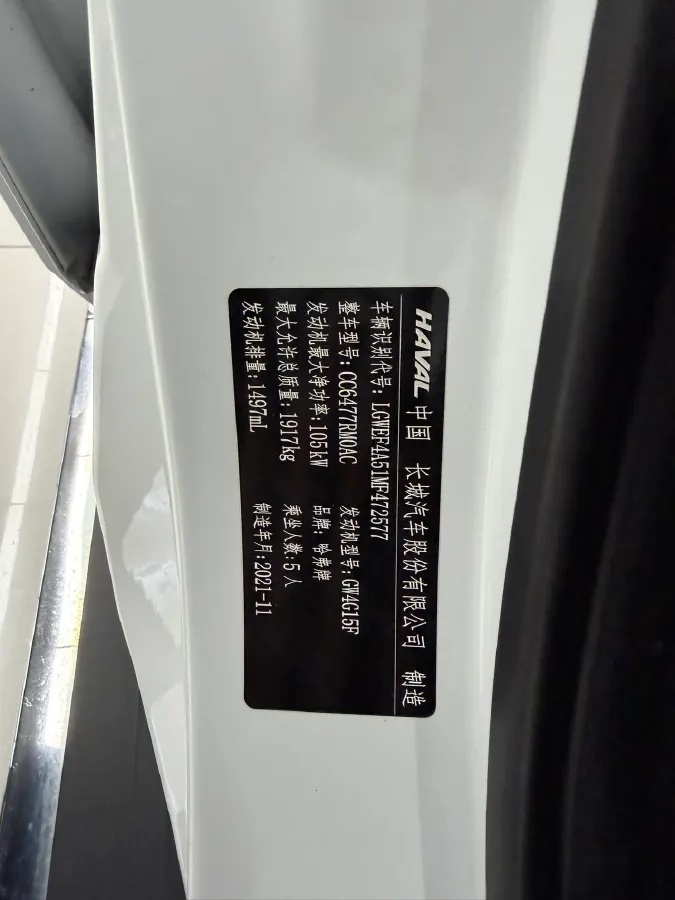 HAVAL 中国 长城汽车股份有限公司 制造
车辆识别代号: LGWEF4A51MF472577
整车型号: CC6477RM0AC 发动机型号: GW4G15F
发动机最大净功率: 105kW 品牌: 哈弗牌
最大允许总质量: 1917kg 乘坐人数: 5 人
发动机排量: 1497mL 制造年月: 2021-11